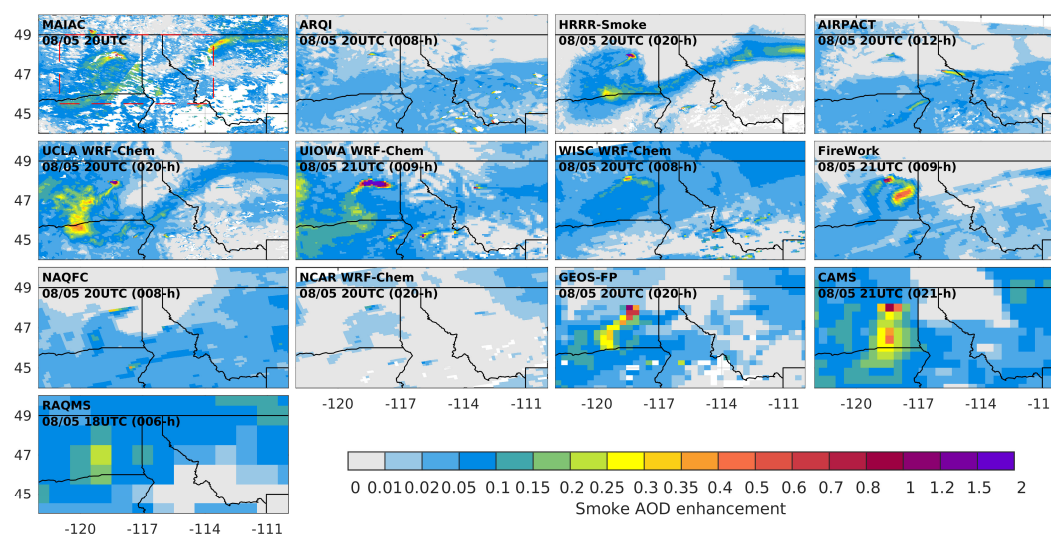 MAIAC
08/05 20UTC
ARQI
08/05 20UTC (008-h)
HRRR-Smoke
08/05 20UTC (020-h)
AIRPACT
08/05 20UTC (012-h)
49
47
45
UCLA WRF-Chem
08/05 20UTC (020-h)
UIOWA WRF-Chem
08/05 21UTC (009-h)
WISC WRF-Chem
08/05 20UTC (008-h)
FireWork
08/05 21UTC (009-h)
49
47
45
NAQFC
08/05 20UTC (008-h)
NCAR WRF-Chem
08/05 20UTC (020-h)
GEOS-FP
08/05 20UTC (020-h)
CAMS
08/05 21UTC (021-h)
49
47
45
-120 -117 -114 -111
-120 -117 -114 -111
-120 -117 -114 -111
RAQMS
08/05 18UTC (006-h)
49
47
45
-120 -117 -114 -111
0 0.01 0.02 0.05 0.1 0.15 0.2 0.25 0.3 0.35 0.4 0.5 0.6 0.7 0.8 1 1.2 1.5 2
Smoke AOD enhancement